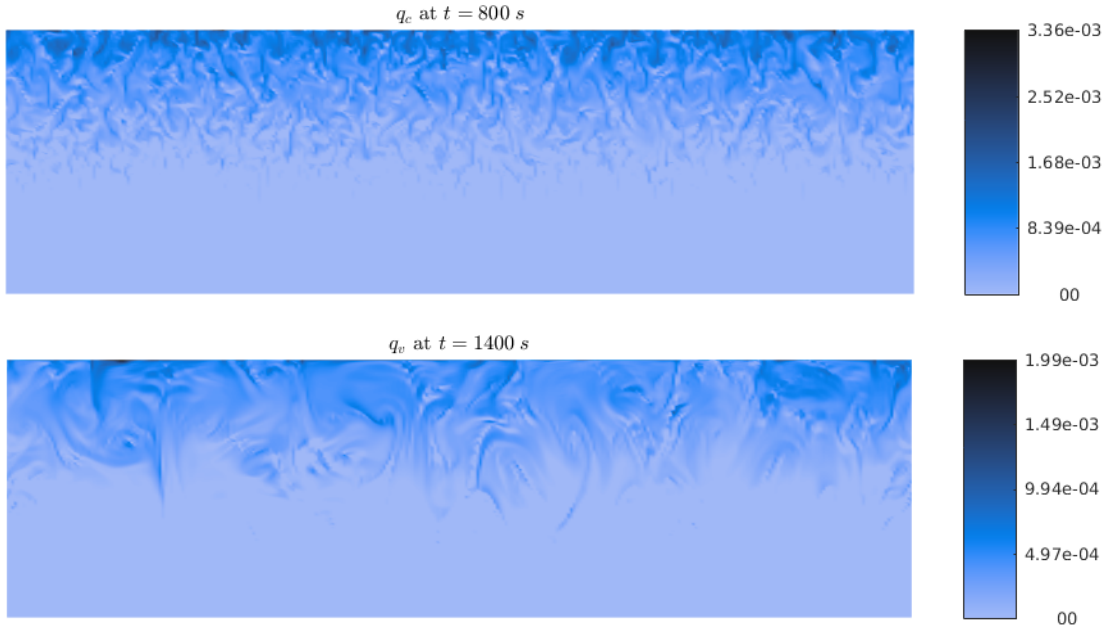 q_c at t = 800 s
3.36e-03
2.52e-03
1.68e-03
8.39e-04
00
q_v at t = 1400 s
1.99e-03
1.49e-03
9.94e-04
4.97e-04
00